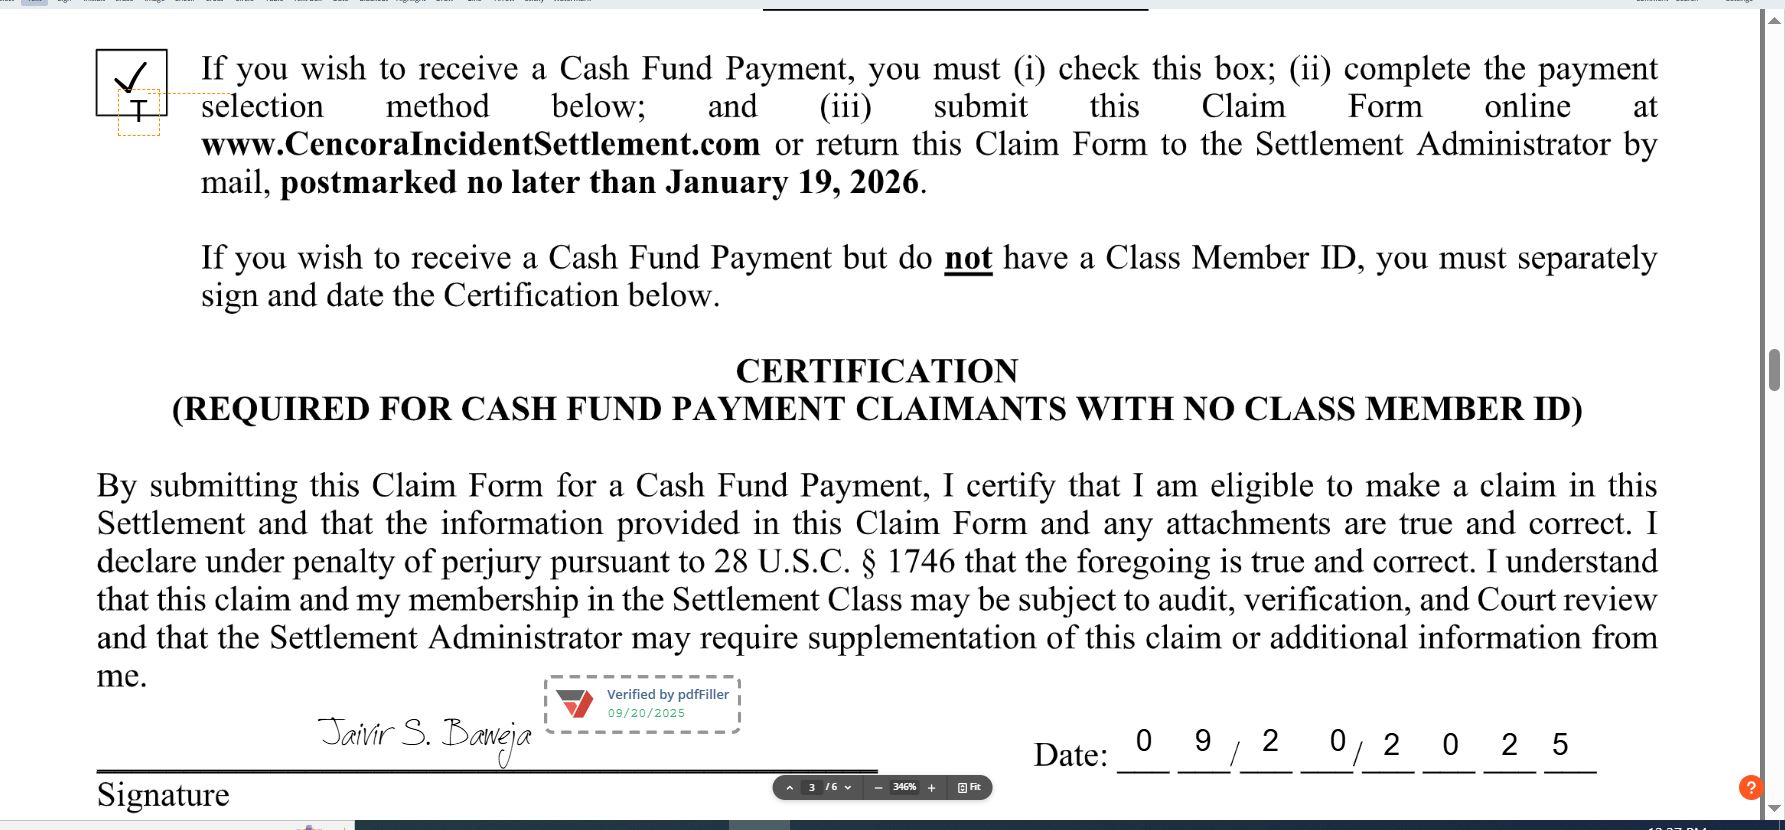 If you wish to receive a Cash Fund Payment, you must (i) check this box; (ii) complete the payment
T
selection method below; and (iii) submit this Claim Form online at
www.CencoraIncidentSettlement.com or return this Claim Form to the Settlement Administrator by
mail, postmarked no later than January 19, 2026.
If you wish to receive a Cash Fund Payment but do not have a Class Member ID, you must separately
sign and date the Certification below.
CERTIFICATION
(REQUIRED FOR CASH FUND PAYMENT CLAIMANTS WITH NO CLASS MEMBER ID)
By submitting this Claim Form for a Cash Fund Payment, I certify that I am eligible to make a claim in this
Settlement and that the information provided in this Claim Form and any attachments are true and correct. I
declare under penalty of perjury pursuant to 28 U.S.C. § 1746 that the foregoing is true and correct. I understand
that this claim and my membership in the Settlement Class may be subject to audit, verification, and Court review
and that the Settlement Administrator may require supplementation of this claim or additional information from
me.
Verified by pdfFiller
09/20/2025
Jaivir S. Baweja
Date: 0 9 / 2 0 / 2 0 2 5
Signature
3 / 6 346% Fit
?